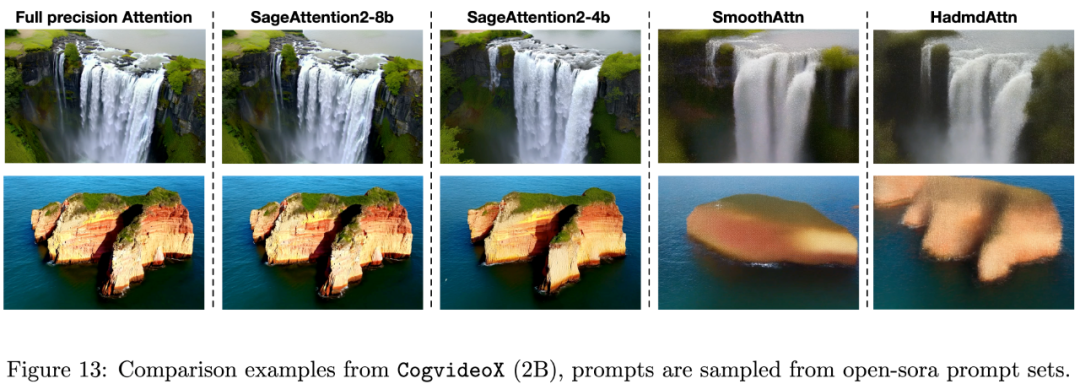 Full precision Attention SageAttention2-8b SageAttention2-4b SmoothAttn HadmdAttn
Figure 13: Comparison examples from CogvideoX (2B), prompts are sampled from open-sora prompt sets.